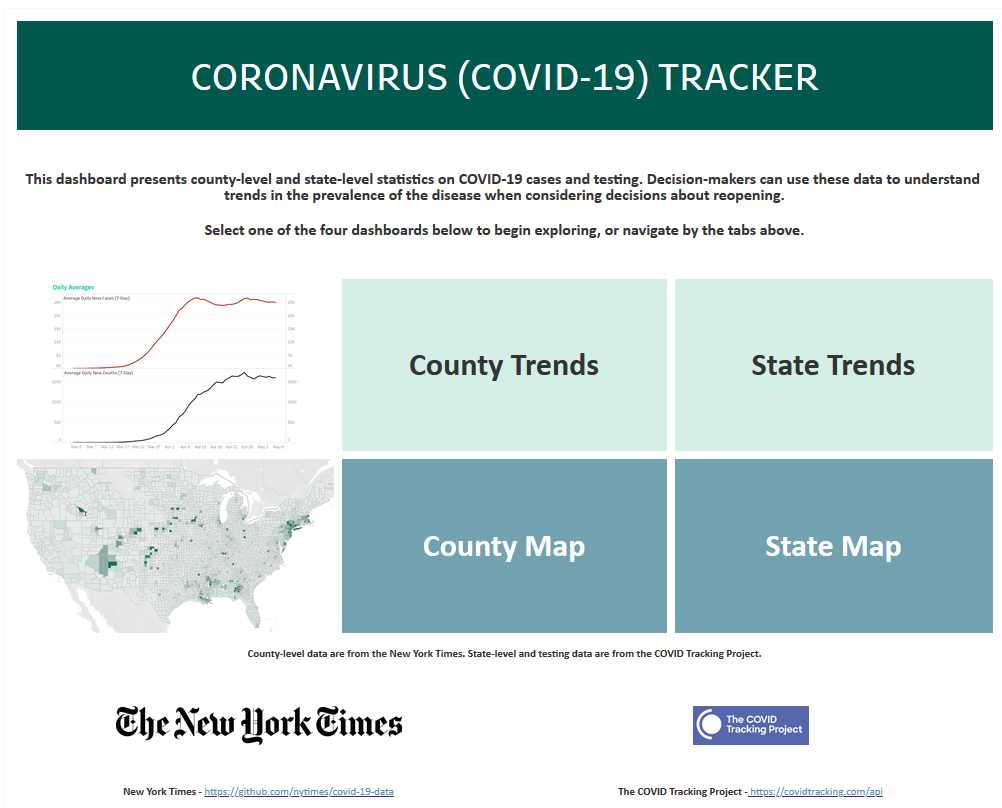 CORONAVIRUS (COVID-19) TRACKER
This dashboard presents county-level and state-level statistics on COVID-19 cases and testing. Decision-makers can use these data to understand
trends in the prevalence of the disease when considering decisions about reopening.
Select one of the four dashboards below to begin exploring, or navigate by the tabs above.
Daily Averages
Average Daily New Cases (7-Day)
Average Daily New Deaths (7-Day)
County Trends
State Trends
County Map
State Map
County-level data are from the New York Times. State-level and testing data are from the COVID Tracking Project.
The New York Times
The COVID
Tracking Project
New York Times - https://github.com/nytimes/covid-19-data
The COVID Tracking Project - https://covidtracking.com/api